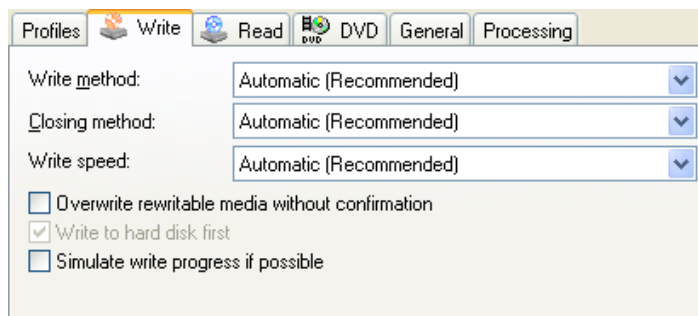 Profiles Write Read DVD DVD General Processing
Write method: Automatic (Recommended)
Closing method: Automatic (Recommended)
Write speed: Automatic (Recommended)
Overwrite rewritable media without confirmation
Write to hard disk first
Simulate write progress if possible